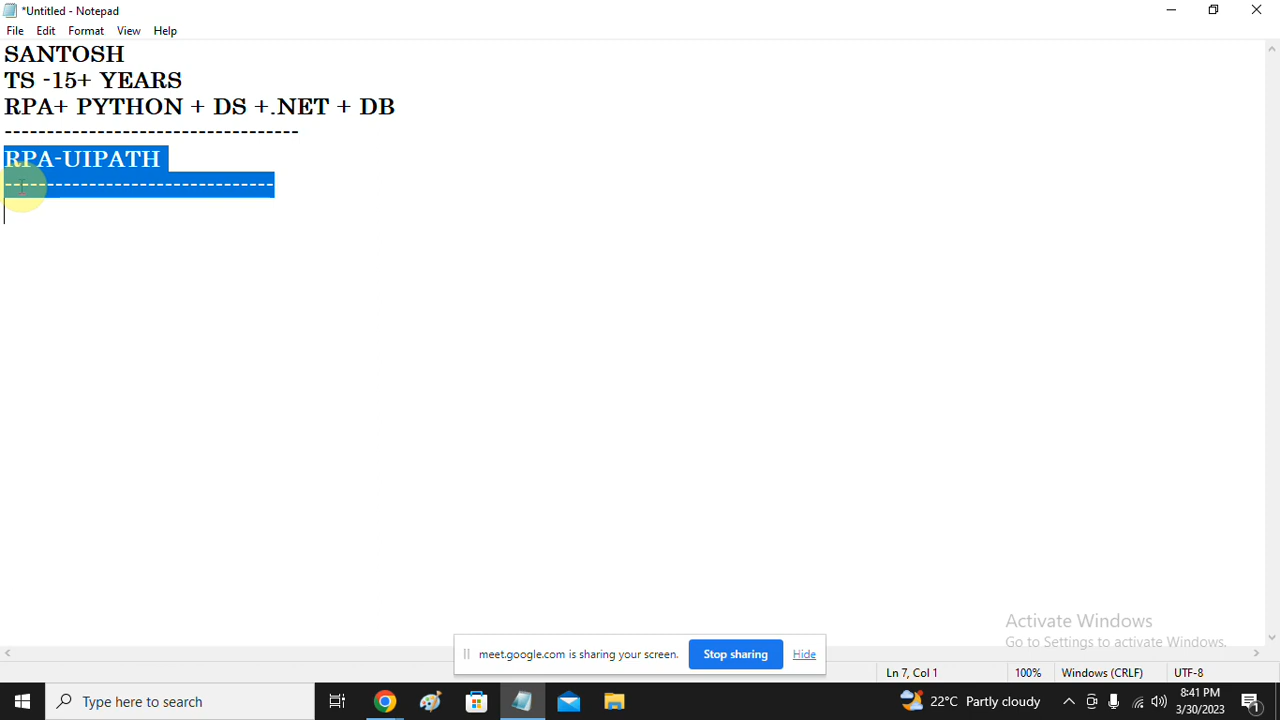 *Untitled - Notepad
File Edit Format View Help
SANTOSH
TS -15+ YEARS
RPA+ PYTHON + DS +.NET + DB
-----------------------------------
RPA-UIPATH
--------------------------------
Activate Windows
Go to Settings to activate Windows.
meet.google.com is sharing your screen. Stop sharing Hide
Ln 7, Col 1 100% Windows (CRLF) UTF-8
Type here to search 22°C Partly cloudy 8:41 PM
3/30/2023
1